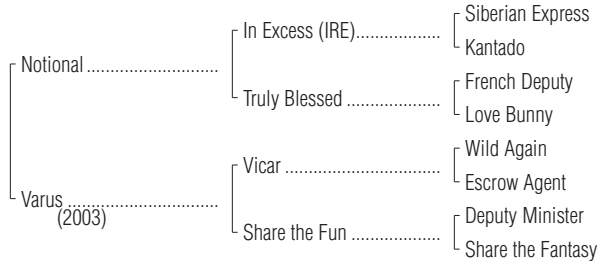 Siberian Express
In Excess (IRE)..................
Kantado
Notional ............................
French Deputy
Truly Blessed ....................
Love Bunny
Wild Again
Vicar .................................
Escrow Agent
Varus ..........................
(2003)
Deputy Minister
Share the Fun ....................
Share the Fantasy